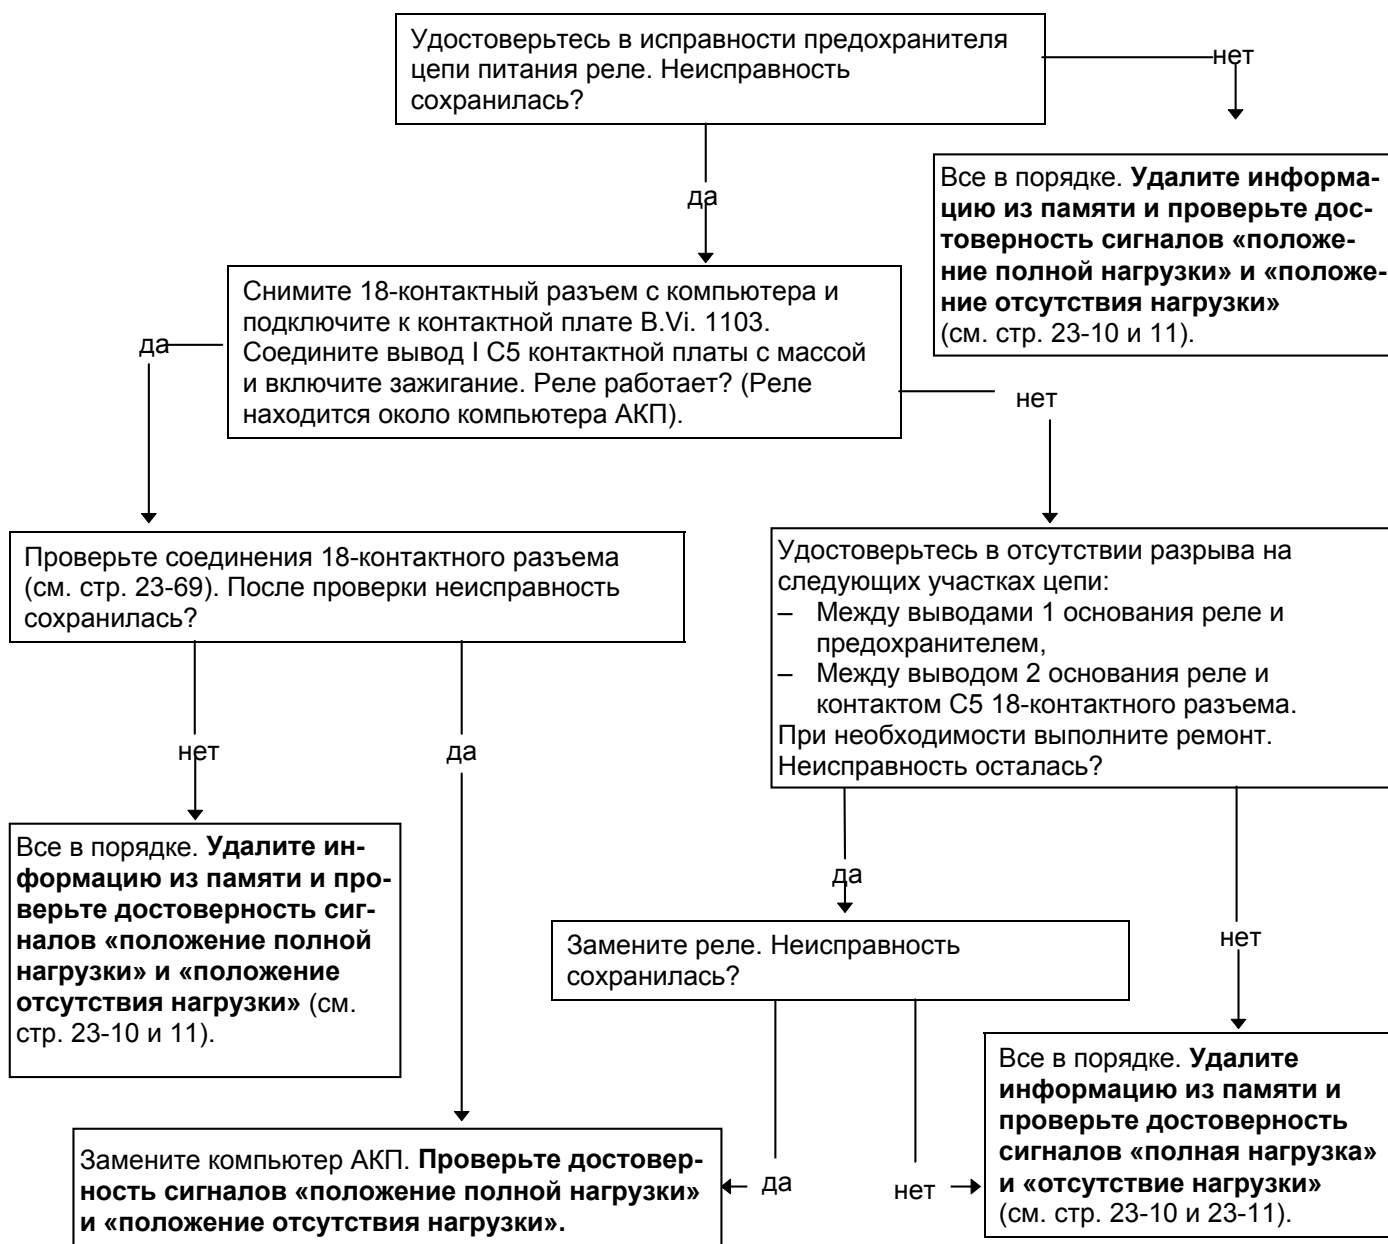 Удостоверьтесь в исправности предохранителя
цепи питания реле. Неисправность
сохранилась?
нет
да
Все в порядке. Удалите информа-
цию из памяти и проверьте дос-
товерность сигналов «положе-
ние полной нагрузки» и «положе-
ние отсутствия нагрузки»
(см. стр. 23-10 и 11).
Снимите 18-контактный разъем с компьютера и
подключите к контактной плате B.Vi. 1103.
Соедините вывод I C5 контактной платы с массой
и включите зажигание. Реле работает? (Реле
находится около компьютера АКП).
да
нет
Проверьте соединения 18-контактного разъема
(см. стр. 23-69). После проверки неисправность
сохранилась?
Удостоверьтесь в отсутствии разрыва на
следующих участках цепи:
– Между выводами 1 основания реле и
предохранителем,
– Между выводом 2 основания реле и
контактом С5 18-контактного разъема.
При необходимости выполните ремонт.
Неисправность осталась?
нет
да
Все в порядке. Удалите ин-
формацию из памяти и про-
верьте достоверность сиг-
налов «положение полной
нагрузки» и «положение
отсутствия нагрузки» (см.
стр. 23-10 и 11).
да
нет
Замените реле. Неисправность
сохранилась?
Все в порядке. Удалите
информацию из памяти и
проверьте достоверность
сигналов «полная нагрузка»
и «отсутствие нагрузки»
(см. стр. 23-10 и 23-11).
Замените компьютер АКП. Проверьте достовер-
ность сигналов «положение полной нагрузки»
и «положение отсутствия нагрузки».
да
нет